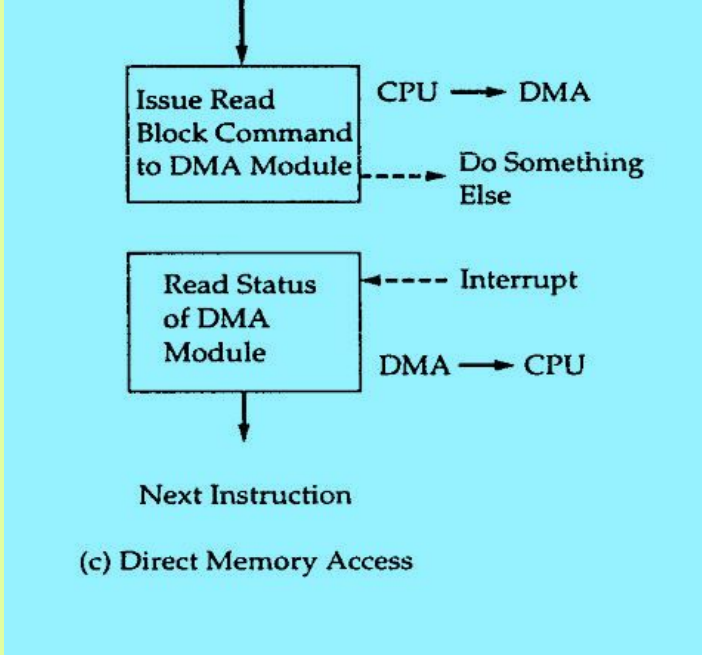 Issue Read
Block Command
to DMA Module
CPU → DMA
Do Something
Else
Read Status
of DMA
Module
Interrupt
DMA → CPU
Next Instruction
(c) Direct Memory Access